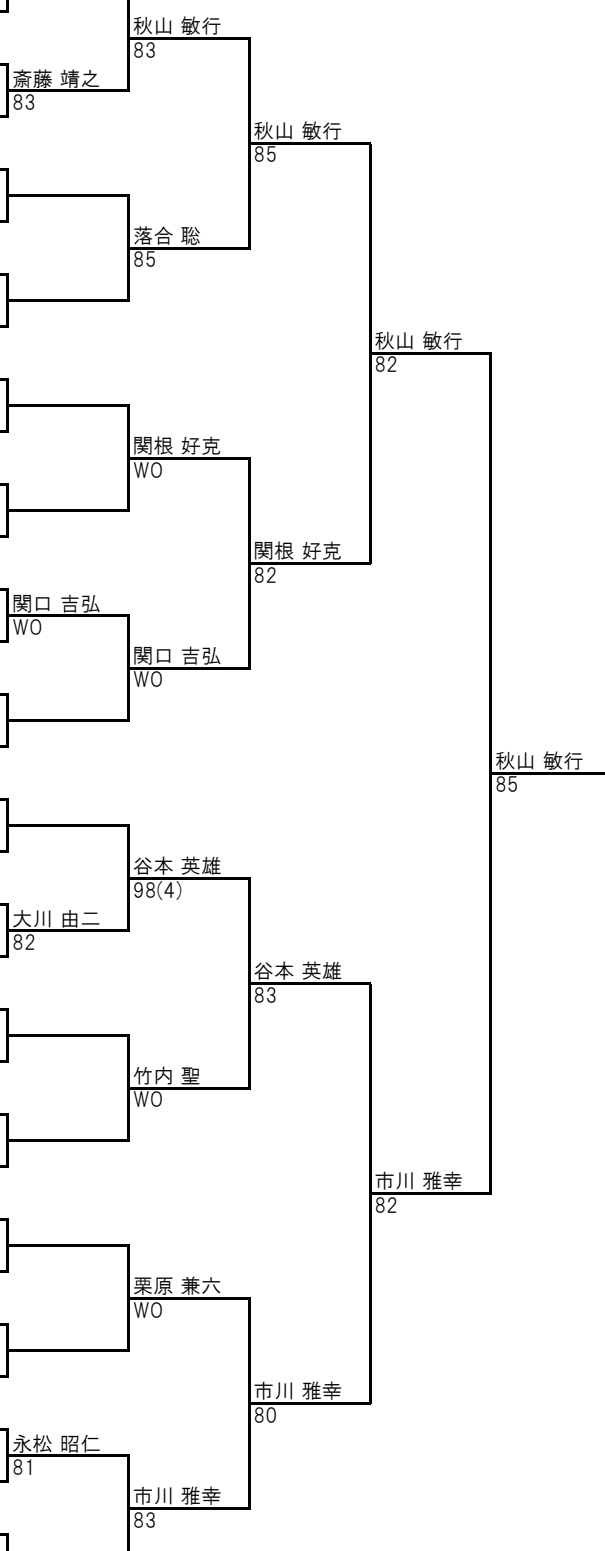 秋山 敏行
83
斎藤 靖之
83
秋山 敏行
85
落合 聡
85
秋山 敏行
82
関根 好克
WO
関根 好克
82
関口 吉弘
WO
関口 吉弘
WO
秋山 敏行
85
谷本 英雄
98(4)
大川 由二
82
谷本 英雄
83
竹内 聖
WO
市川 雅幸
82
栗原 兼六
WO
市川 雅幸
80
永松 昭仁
81
市川 雅幸
83